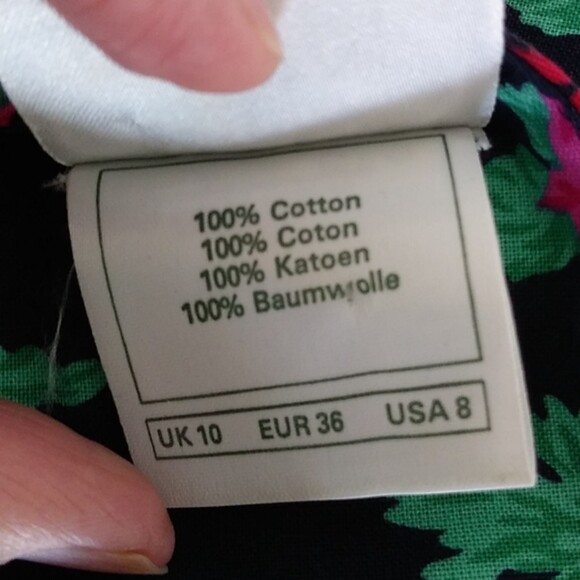 100% Cotton
100% Coton
100% Katoen
100% Baumwolle
UK 10 EUR 36 USA 8